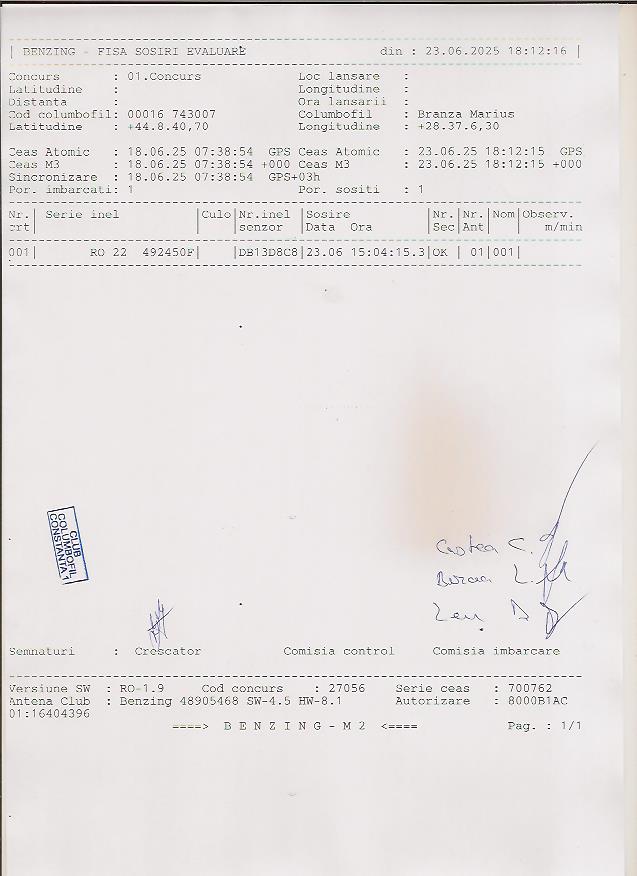 | BENZING - FISA SOSIRI EVALUARE din : 23.06.2025 18:12:16 |
Concurs : 01.Concurs Loc lansare :
Latitudine : Longitudine :
Distanta : Ora lansarii :
Cod columbofil: 00016 743007 Columbofil : Branza Marius
Latitudine : +44.8.40,70 Longitudine : +28.37.6,30
Ceas Atomic : 18.06.25 07:38:54 GPS Ceas Atomic : 23.06.25 18:12:15 GPS
Ceas M3 : 18.06.25 07:38:54 +000 Ceas M3 : 23.06.25 18:12:15 +000
Sincronizare : 18.06.25 07:38:54 GPS+03h
Por. imbarcati: 1 Por. sositi : 1
Nr.| Serie inel |Culo|Nr.inel |Sosire |Nr.|Nr.|Nom|Observ.
crt| | |senzor |Data Ora |Sec|Ant| | m/min
001| RO 22 492450F| |DB13D8C8|23.06 15:04:15.3|OK | 01|001|
CLUB
COLUMBOFIL
CONSTANTA 1
Costea C.
L.
Semnaturi : Crescator Comisia control Comisia imbarcare
Versiune SW : RO-1.9 Cod concurs : 27056 Serie ceas : 700762
Antena Club : Benzing 48905468 SW-4.5 HW-8.1 Autorizare : 8000B1AC
01:16404396
====> B E N Z I N G - M 2 <==== Pag. : 1/1